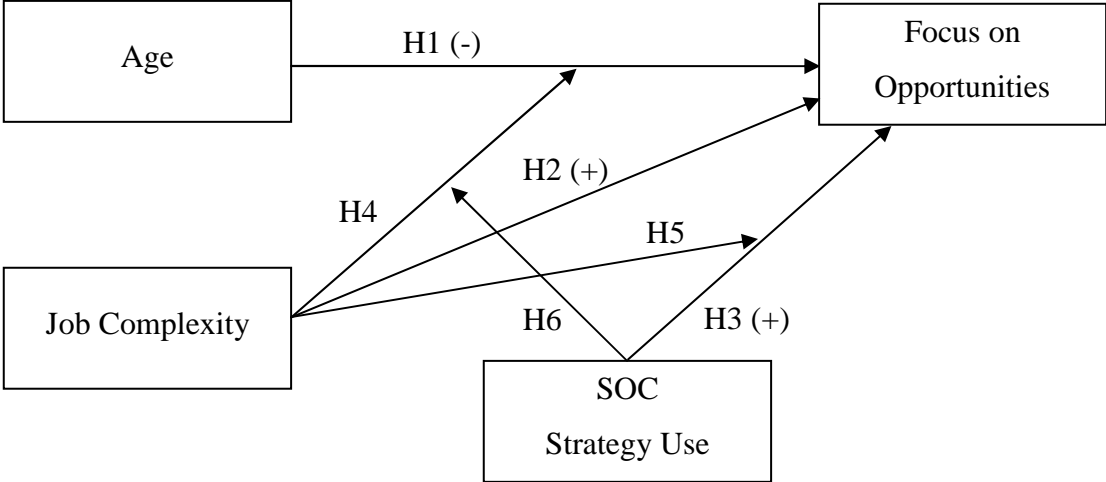 Age
H1 (-)
Focus on
Opportunities
H2 (+)
H4
H5
Job Complexity
H6
H3 (+)
SOC
Strategy Use